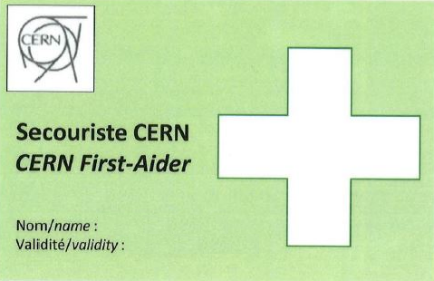 CERN
Secouriste CERN
CERN First-Aider
Nom/name :
Validité/validity :